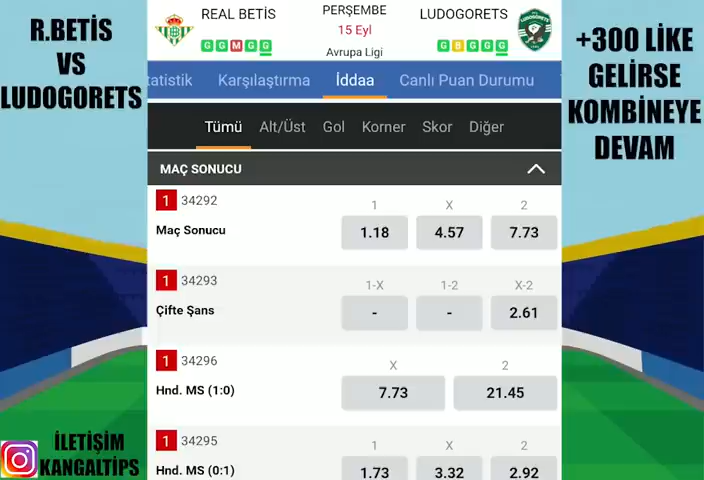 R.BETİS
VS
LUDOGORETS
REAL BETIS
G G M G G
PERŞEMBE
15 Eyl
Avrupa Ligi
LUDOGORETS
G B G G G
+300 LİKE
GELİRSE
KOMBİNEYE
DEVAM
tatistik Karşılaştırma İddaa Canlı Puan Durumu
Tümü Alt/Üst Gol Korner Skor Diğer
MAÇ SONUCU
1 34292
Maç Sonucu
1 X 2
1.18 4.57 7.73
1 34293
Çifte Şans
1-X 1-2 X-2
- - 2.61
1 34296
Hnd. MS (1:0)
X 2
7.73 21.45
1 34295
Hnd. MS (0:1)
1 X 2
1.73 3.32 2.92
İLETİŞİM
KANGALTİPS